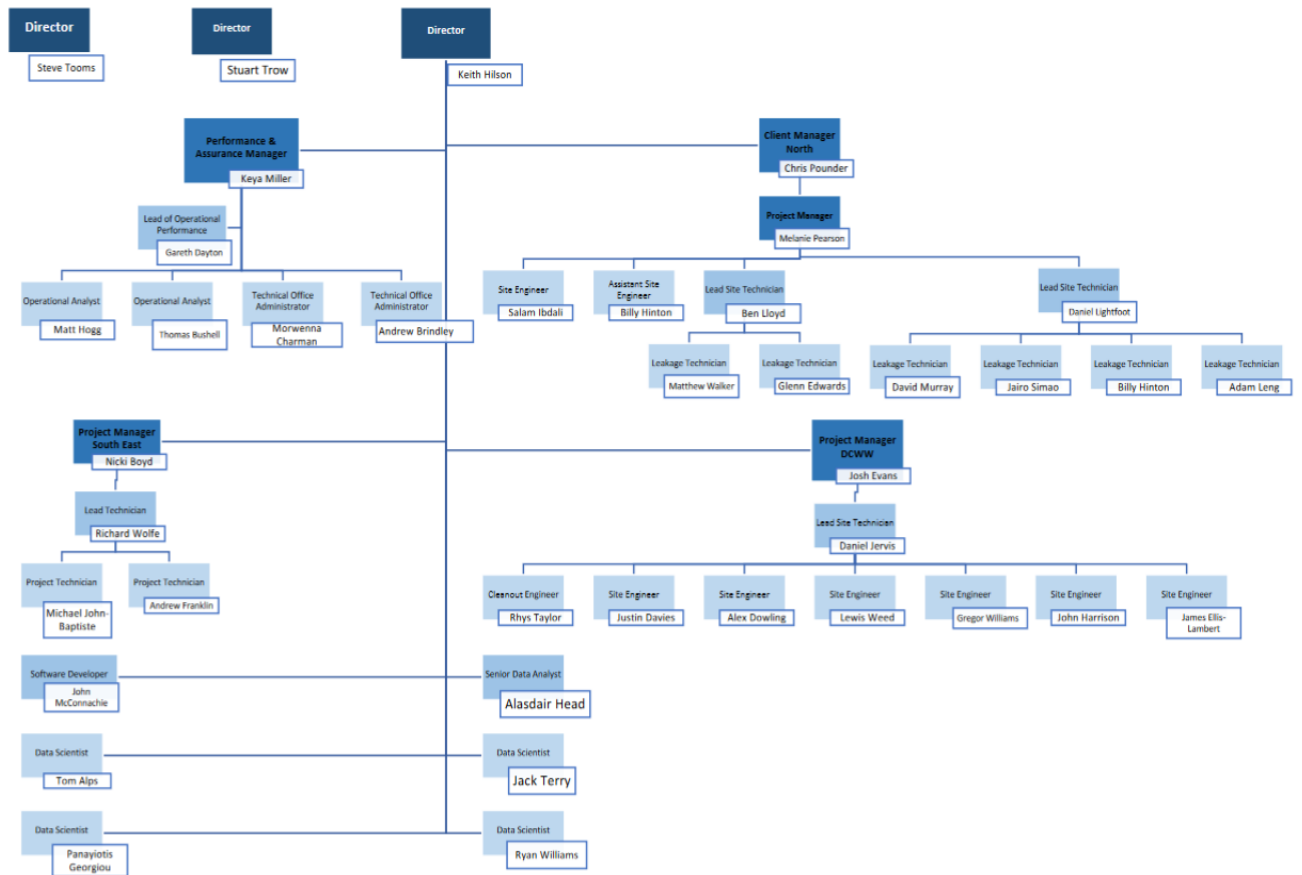 Director
Steve Tooms
Director
Stuart Trow
Director
Keith Hilson
Performance &
Assurance Manager
Keya Miller
Client Manager
North
Chris Pounder
Lead of Operational
Performance
Gareth Dayton
Project Manager
Melanie Pearson
Operational Analyst
Matt Hogg
Operational Analyst
Thomas Bushell
Technical Office
Administrator
Morwenna
Charman
Technical Office
Administrator
Andrew Brindley
Site Engineer
Salam Ibdali
Assistent Site
Engineer
Billy Hinton
Lead Site Technician
Ben Lloyd
Lead Site Technician
Daniel Lightfoot
Leakage Technician
Matthew Walker
Leakage Technician
Glenn Edwards
Leakage Technician
David Murray
Leakage Technician
Jairo Simao
Leakage Technician
Billy Hinton
Leakage Technician
Adam Leng
Project Manager
South East
Nicki Boyd
Project Manager
DCWW
Josh Evans
Lead Technician
Richard Wolfe
Lead Site Technician
Daniel Jervis
Project Technician
Michael John-
Baptiste
Project Technician
Andrew Franklin
Cleanout Engineer
Rhys Taylor
Site Engineer
Justin Davies
Site Engineer
Alex Dowling
Site Engineer
Lewis Weed
Site Engineer
Gregor Williams
Site Engineer
John Harrison
Site Engineer
James Ellis-
Lambert
Software Developer
John
McConnachie
Senior Data Analyst
Alasdair Head
Data Scientist
Tom Alps
Data Scientist
Jack Terry
Data Scientist
Panayiotis
Georgiou
Data Scientist
Ryan Williams